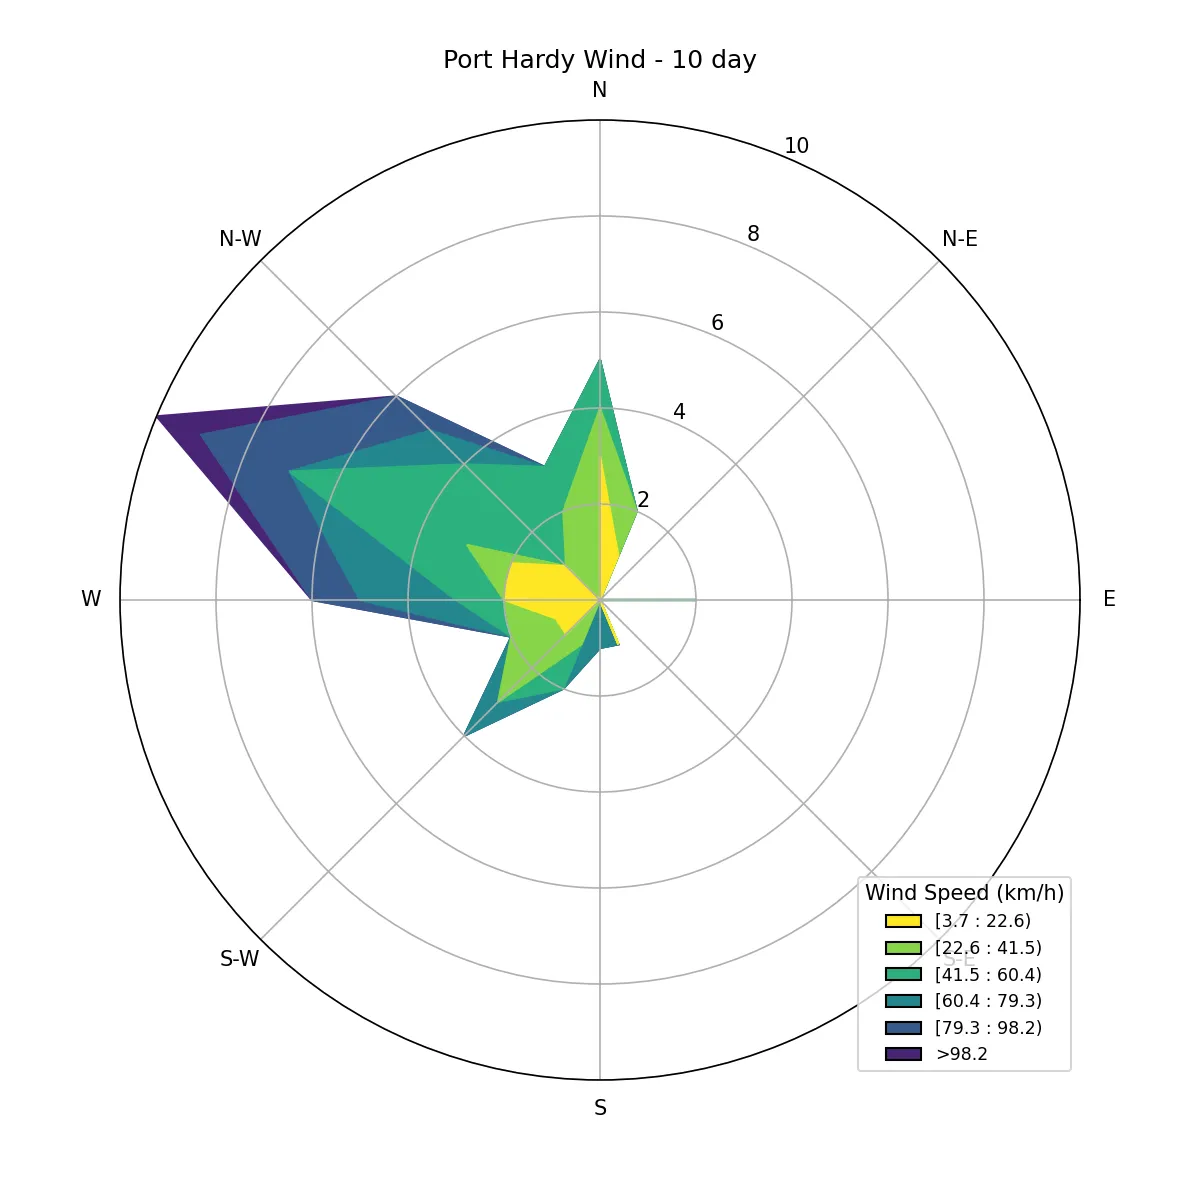 Port Hardy Wind - 10 day
N
10
N-W
8
N-E
6
4
2
W
E
S-W
S-E
S
Wind Speed (km/h)
[3.7 : 22.6)
[22.6 : 41.5)
[41.5 : 60.4)
[60.4 : 79.3)
[79.3 : 98.2)
>98.2